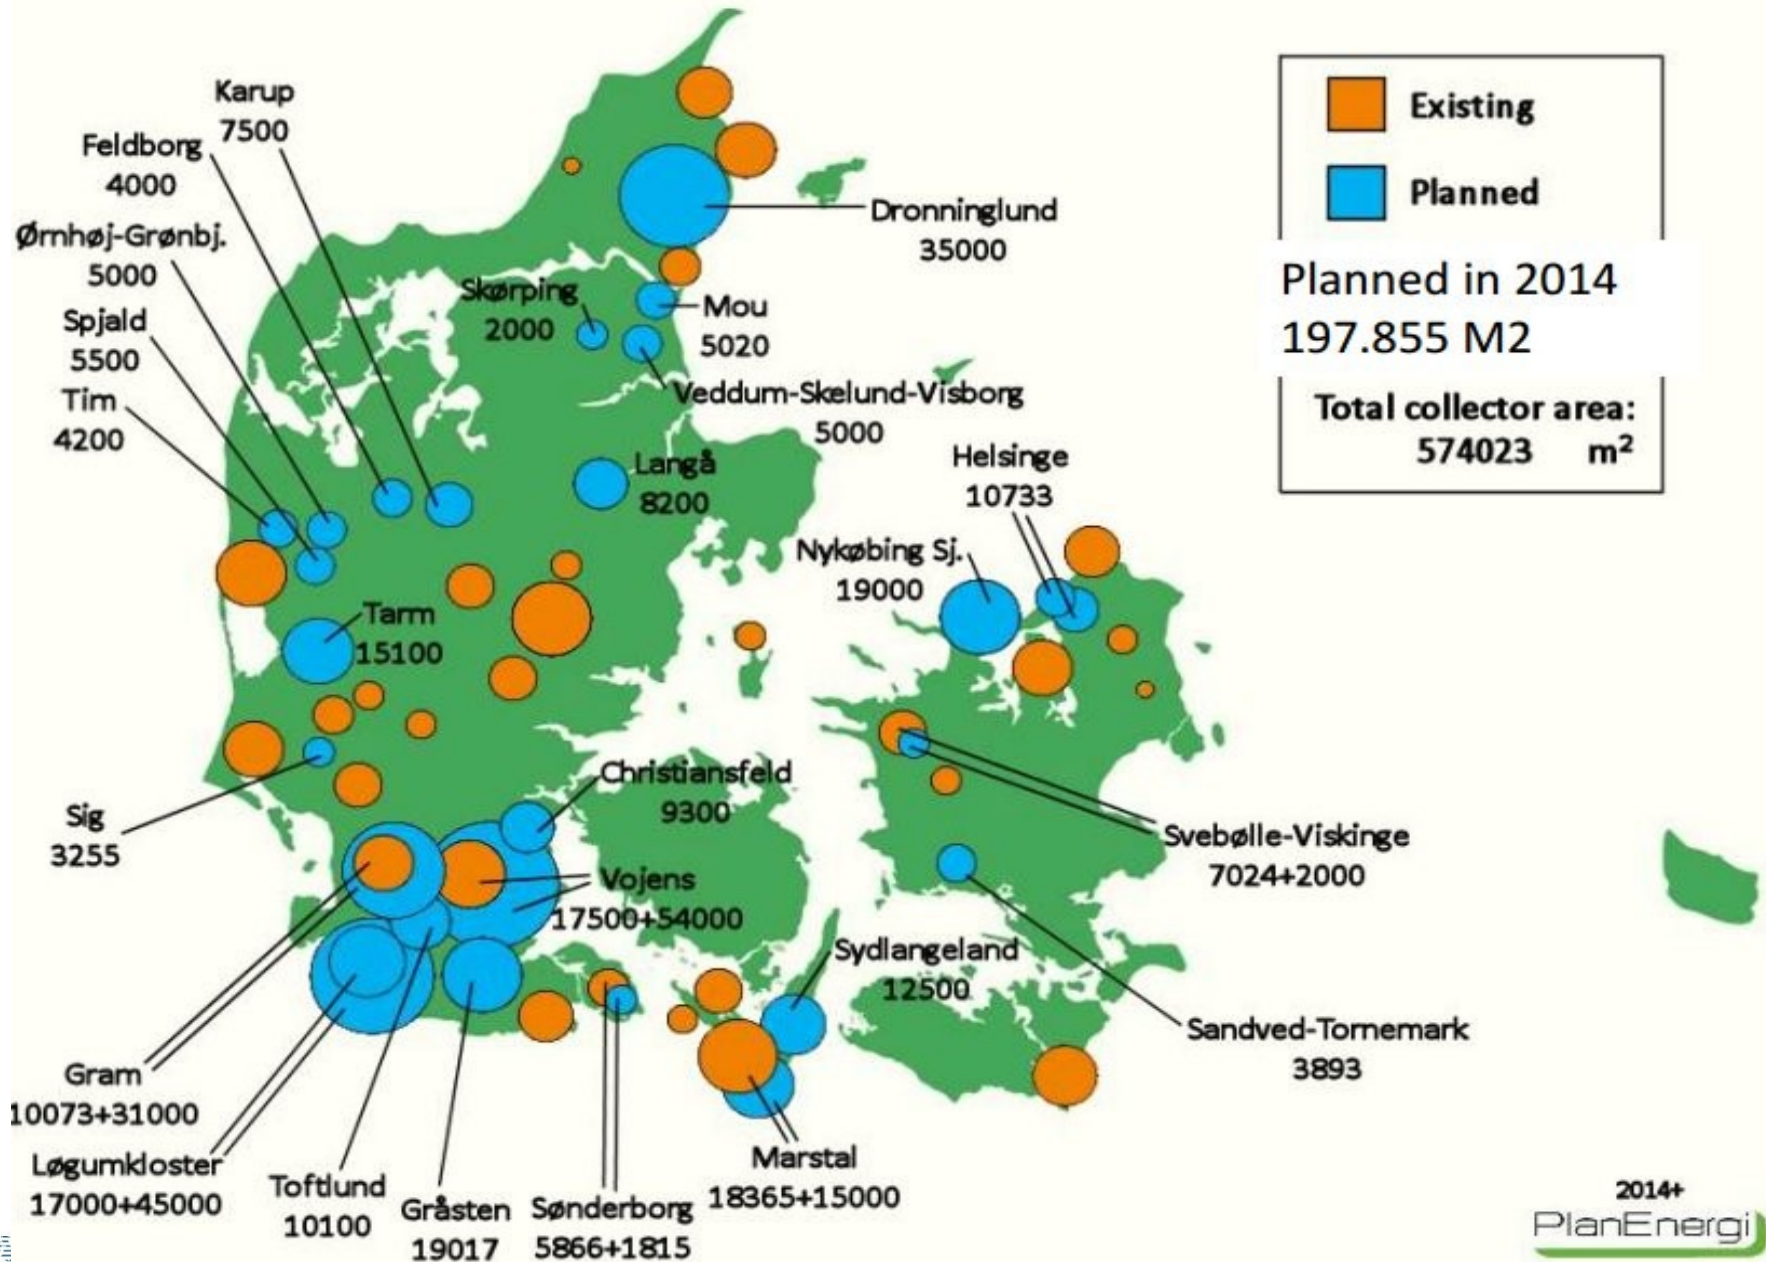 Karup
7500
Feldborg
4000
Ørnhøj-Grønbj.
5000
Spjald
5500
Tim
4200
Skørping
2000
Dronninglund
35000
Mou
5020
Veddum-Skelund-Visborg
5000
Langå
8200
Helsinge
10733
Nykøbing Sj.
19000
Tarm
15100
Sig
3255
Christiansfeld
9300
Vojens
17500+54000
Svebølle-Viskinge
7024+2000
Sydlangeland
12500
Sandved-Tornemark
3893
Gram
10073+31000
Løgumkloster
17000+45000
Toftlund
10100
Gråsten
19017
Sønderborg
5866+1815
Marstal
18365+15000
Existing
Planned
Planned in 2014
197.855 M2
Total collector area:
574023 m²
2014+
PlanEnergi